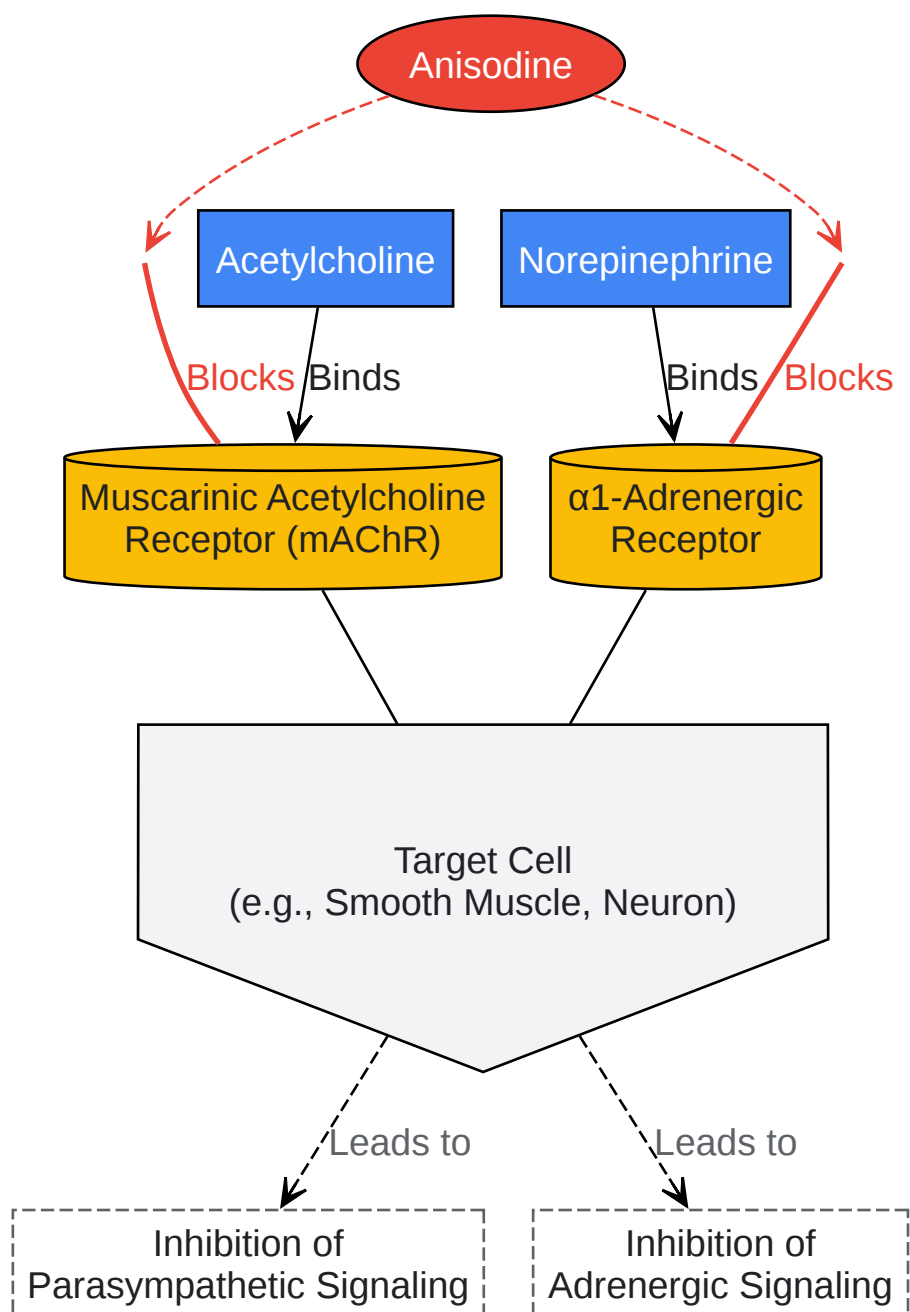 Anisodine
Acetylcholine
Norepinephrine
Blocks
Binds
Binds
Blocks
Muscarinic Acetylcholine
Receptor (mAChR)
α1-Adrenergic
Receptor
Target Cell
(e.g., Smooth Muscle, Neuron)
Leads to
Leads to
Inhibition of
Parasympathetic Signaling
Inhibition of
Adrenergic Signaling